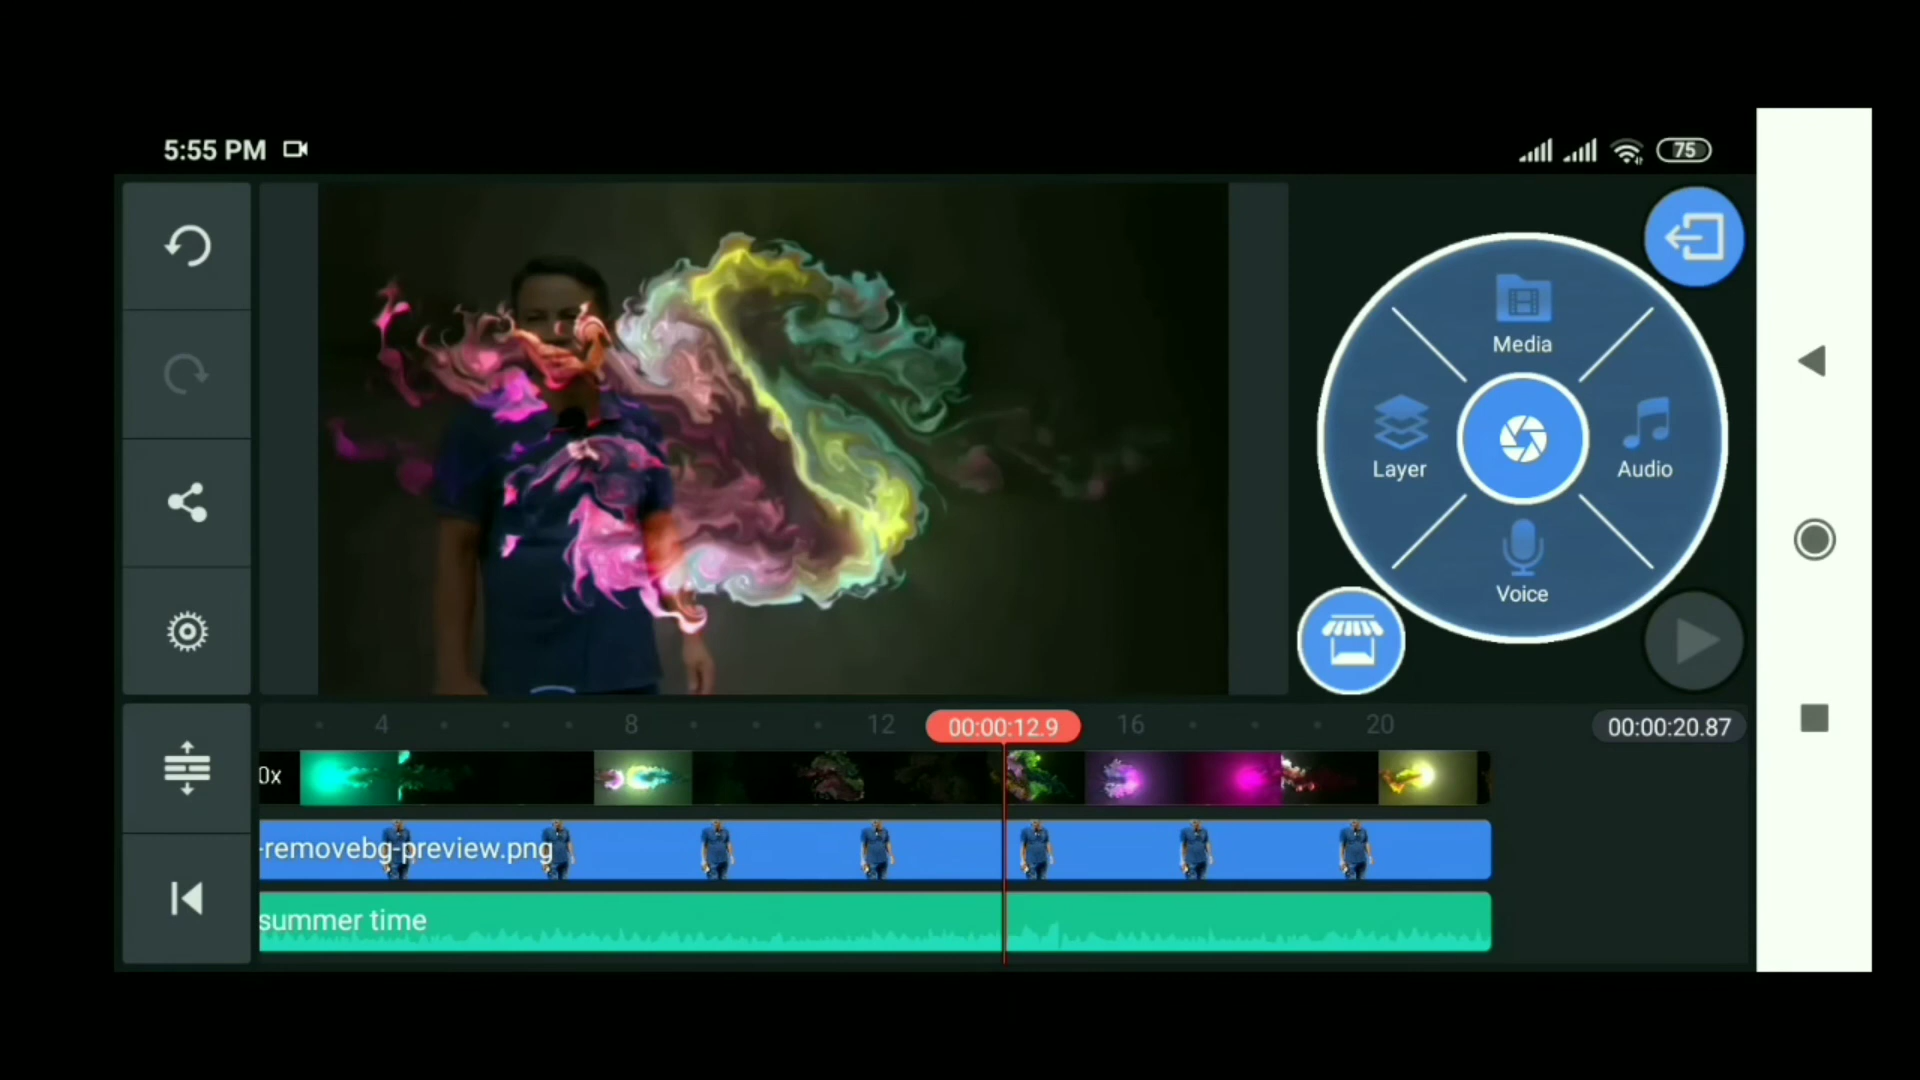 5:55 PM
75
Media
Layer
Audio
Voice
4
8
12
00:00:12.9
16
20
00:00:20.87
0x
-removebg-preview.png
summer time